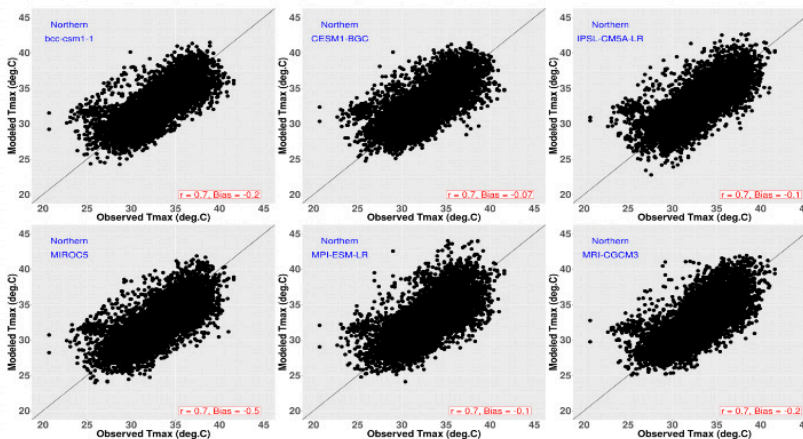 45
40
35
30
25
20
Modeled Tmax (deg.C)
Northern
bcc-csm1-1
r = 0.7, Bias = -0.2
20 25 30 35 40 45
Observed Tmax (deg.C)
45
40
35
30
25
20
Modeled Tmax (deg.C)
Northern
CESM1-BGC
r = 0.7, Bias = -0.07
20 25 30 35 40 45
Observed Tmax (deg.C)
45
40
35
30
25
20
Modeled Tmax (deg.C)
Northern
IPSL-CM5A-LR
r = 0.7, Bias = -0.1
20 25 30 35 40 45
Observed Tmax (deg.C)
45
40
35
30
25
20
Modeled Tmax (deg.C)
Northern
MIROC5
r = 0.7, Bias = -0.5
20 25 30 35 40 45
Observed Tmax (deg.C)
45
40
35
30
25
20
Modeled Tmax (deg.C)
Northern
MPI-ESM-LR
r = 0.7, Bias = -0.1
20 25 30 35 40 45
Observed Tmax (deg.C)
45
40
35
30
25
20
Modeled Tmax (deg.C)
Northern
MRI-CGCM3
r = 0.7, Bias = -0.2
20 25 30 35 40 45
Observed Tmax (deg.C)